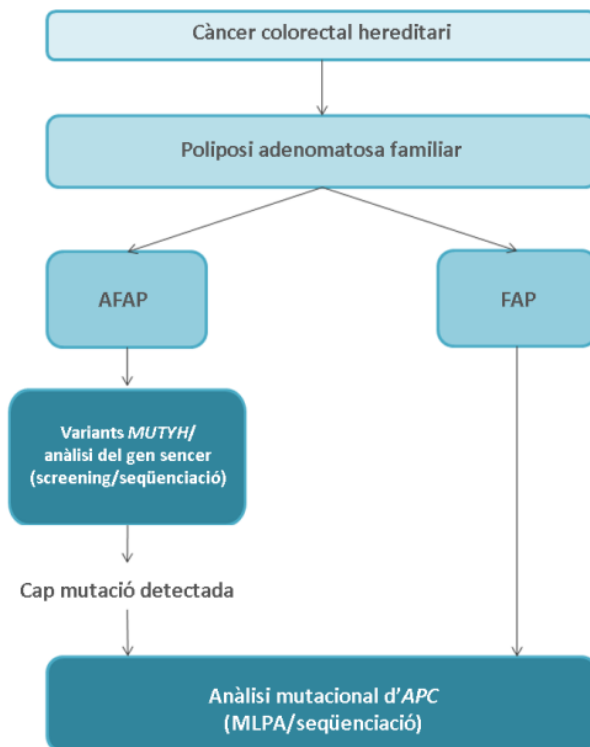 Càncer colorectal hereditari
Poliposi adenomatosa familiar
AFAP
FAP
Variants MUTYH/
anàlisi del gen sencer
(screening/seqüenciació)
Cap mutació detectada
Anàlisi mutacional d'APC
(MLPA/seqüenciació)